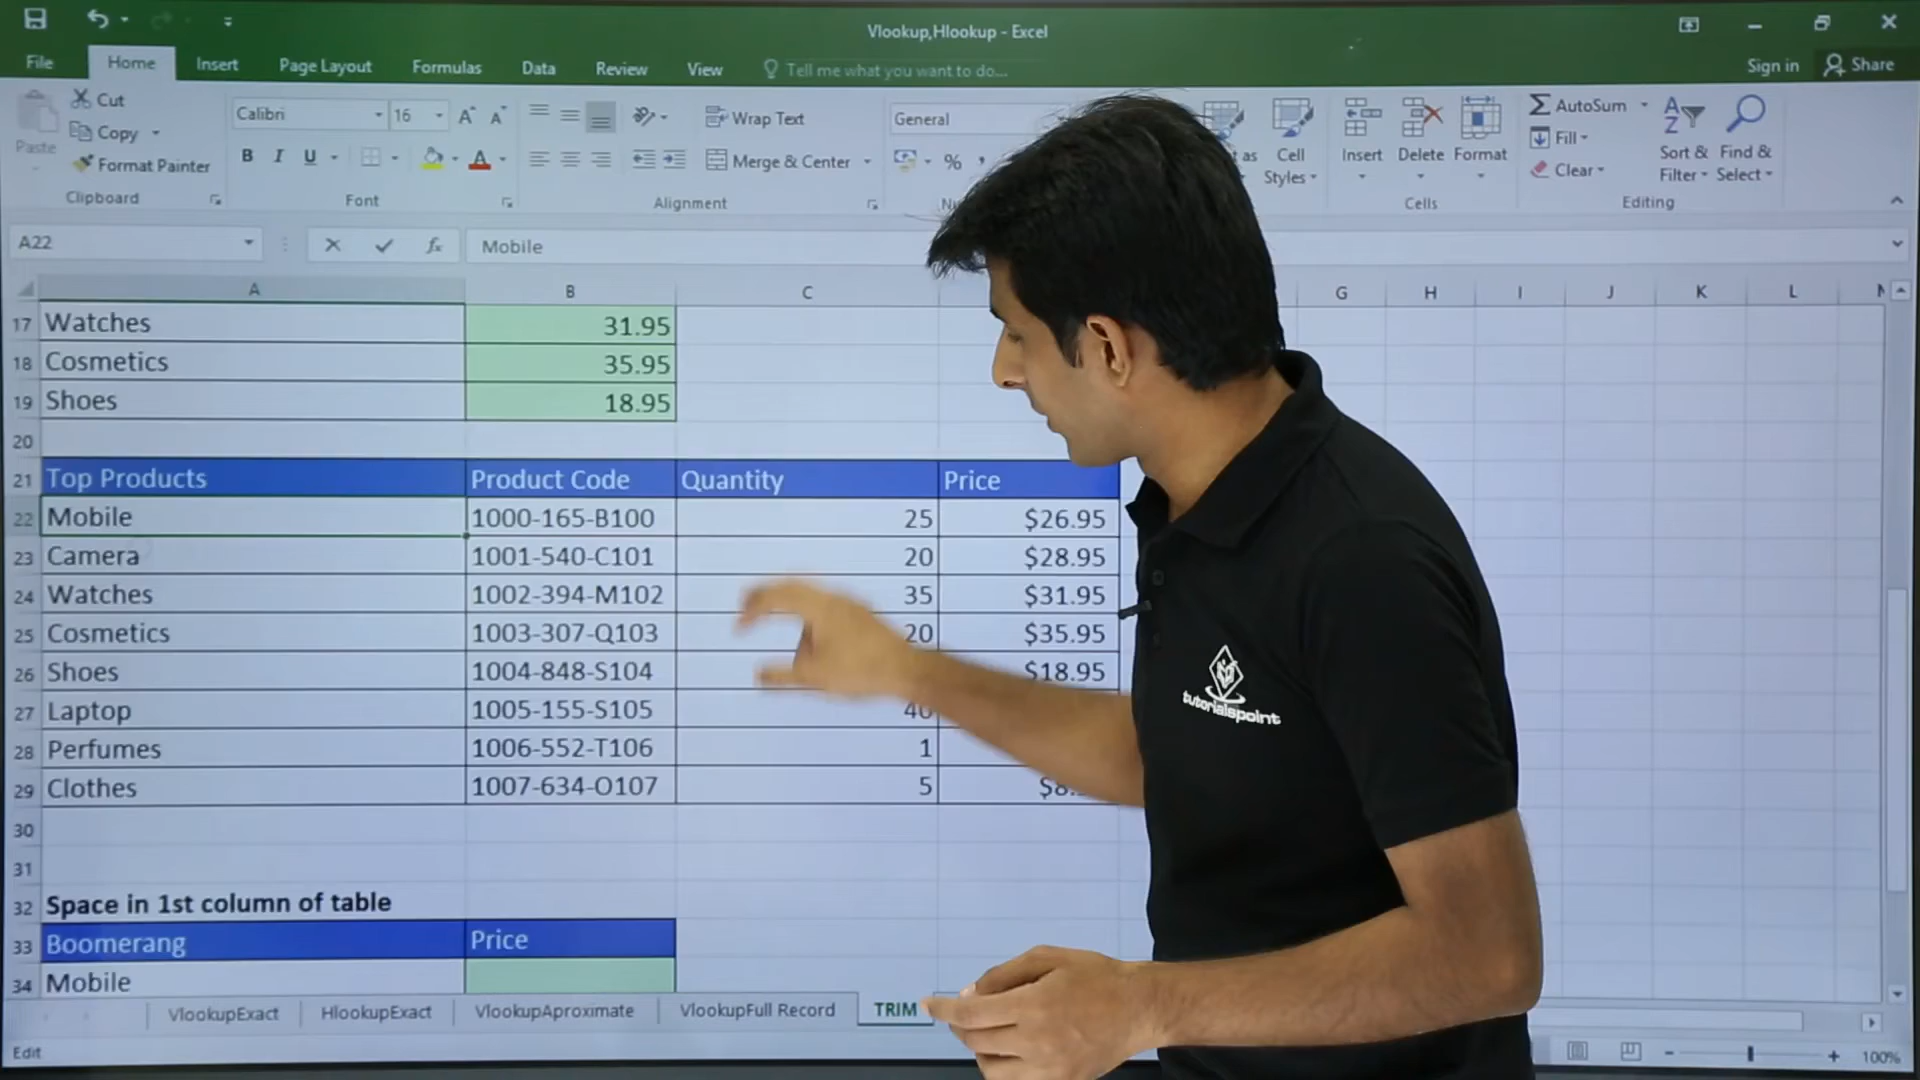 Vlookup,Hlookup - Excel
File Home Insert Page Layout Formulas Data Review View Tell me what you want to do... Sign in Share
Paste
Cut
Copy
Format Painter
Clipboard
Calibri 16
B I U
Font
Wrap Text
Merge & Center
Alignment
General
%
as
Cell Styles
Insert Delete Format
Cells
AutoSum
Fill
Clear
Sort & Filter
Find & Select
Editing
A22 fx Mobile
A B C G H I J K L
17 Watches 31.95
18 Cosmetics 35.95
19 Shoes 18.95
20
21 Top Products Product Code Quantity Price
22 Mobile 1000-165-B100 25 $26.95
23 Camera 1001-540-C101 20 $28.95
24 Watches 1002-394-M102 35 $31.95
25 Cosmetics 1003-307-Q103 20 $35.95
26 Shoes 1004-848-S104 $18.95
27 Laptop 1005-155-S105 40
28 Perfumes 1006-552-T106 1
29 Clothes 1007-634-O107 5
30
31
32 Space in 1st column of table
33 Boomerang Price
34 Mobile
VlookupExact HlookupExact VlookupAproximate VlookupFull Record TRIM
Edit 100%
tutorialspoint